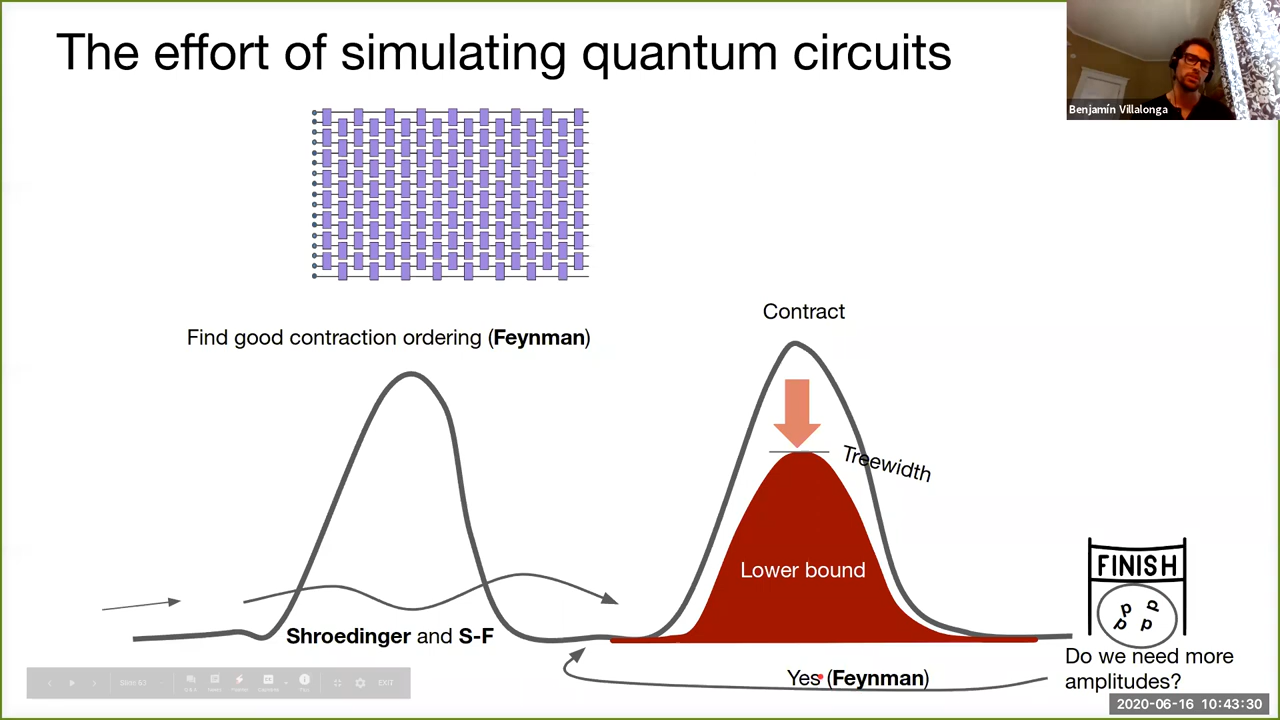 The effort of simulating quantum circuits
Benjamín Villalonga
Contract
Find good contraction ordering (Feynman)
Treewidth
Lower bound
FINISH
p p
p p
Shroedinger and S-F
Do we need more
amplitudes?
Yes (Feynman)
EXIT
2020-06-16 10:43:30